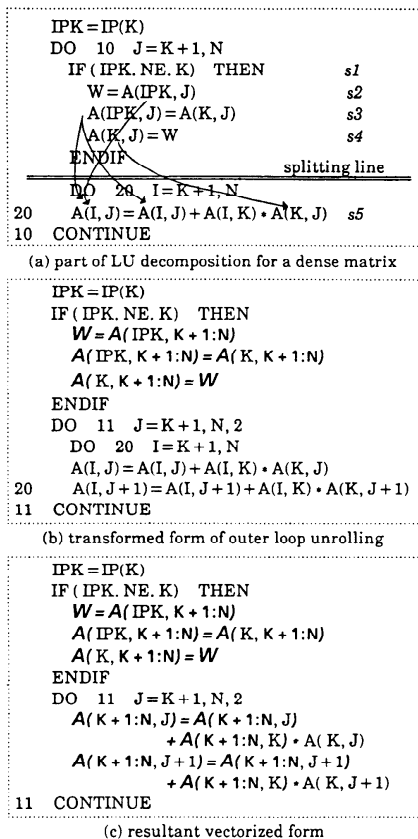 IPK=IP(K)
DO 10 J=K+1, N
IF(IPK. NE. K) THEN s1
W=A(IPK, J) s2
A(IPK, J)=A(K, J) s3
A(K, J)=W s4
ENDIF
splitting line
DO 20 I=K+1, N
20 A(I, J)=A(I, J)+A(I, K)*A(K, J) s5
10 CONTINUE
(a) part of LU decomposition for a dense matrix
IPK=IP(K)
IF(IPK. NE. K) THEN
W=A(IPK, K+1:N)
A(IPK, K+1:N)=A(K, K+1:N)
A(K, K+1:N)=W
ENDIF
DO 11 J=K+1, N, 2
DO 20 I=K+1, N
A(I, J)=A(I, J)+A(I, K)*A(K, J)
20 A(I, J+1)=A(I, J+1)+A(I, K)*A(K, J+1)
11 CONTINUE
(b) transformed form of outer loop unrolling
IPK=IP(K)
IF(IPK. NE. K) THEN
W=A(IPK, K+1:N)
A(IPK, K+1:N)=A(K, K+1:N)
A(K, K+1:N)=W
ENDIF
DO 11 J=K+1, N, 2
A(K+1:N, J)=A(K+1:N, J)
+A(K+1:N, K)*A(K, J)
A(K+1:N, J+1)=A(K+1:N, J+1)
+A(K+1:N, K)*A(K, J+1)
11 CONTINUE
(c) resultant vectorized form